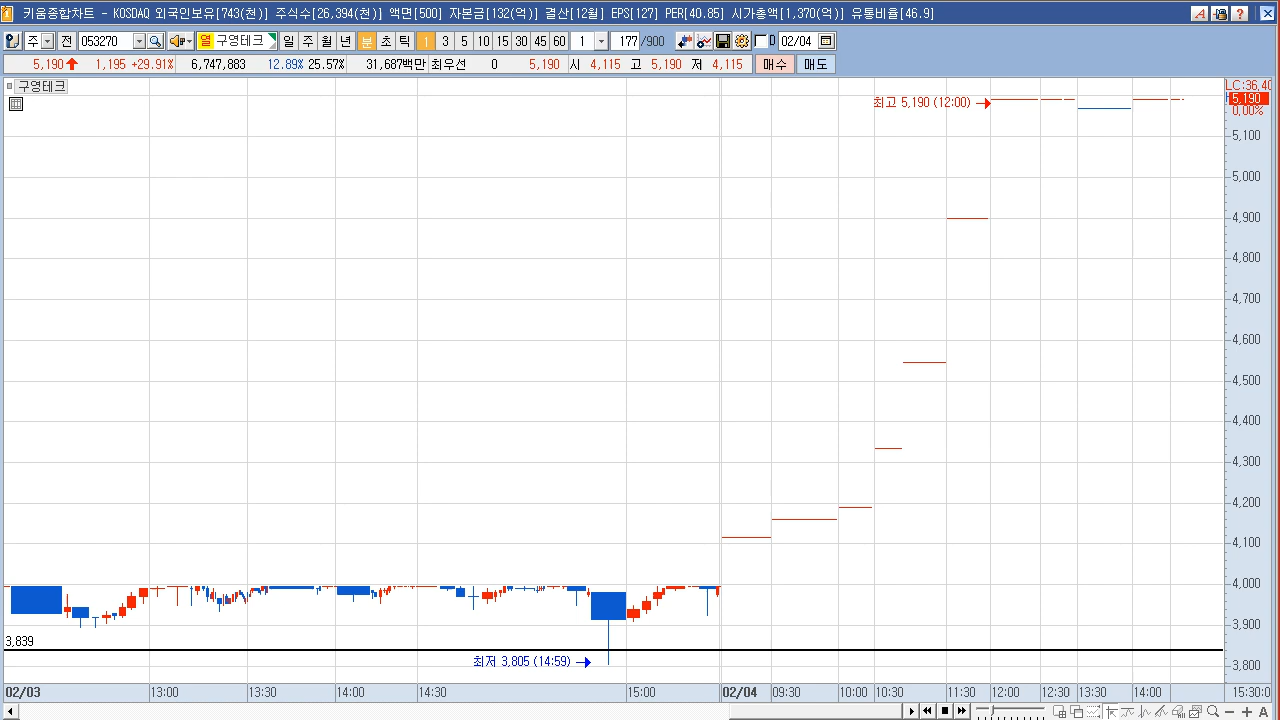 키움종합차트 - KOSDAQ 외국인보유[743(천)] 주식수[26,394(천)] 액면[500] 자본금[132(억)] 결산[12월] EPS[127] PER[40.85] 시가총액[1,370(억)] 유통비율[46.9]
주 전 053270 열 구영테크 일 주 월 년 분 초 틱 1 3 5 10 15 30 45 60 1 177 /900 D 02/04
5,190 1,195 +29.91% 6,747,883 12.89% 25.57% 31,687백만 최우선 0 5,190 시 4,115 고 5,190 저 4,115 매수 매도
구영테크
LC:36,40
최고 5,190 (12:00)
5,190
0.00%
5,100
5,000
4,900
4,800
4,700
4,600
4,500
4,400
4,300
4,200
4,100
4,000
3,900
3,839
최저 3,805 (14:59)
3,800
02/03 13:00 13:30 14:00 14:30 15:00 02/04 09:30 10:00 10:30 11:30 12:00 12:30 13:30 14:00 15:30:0
A